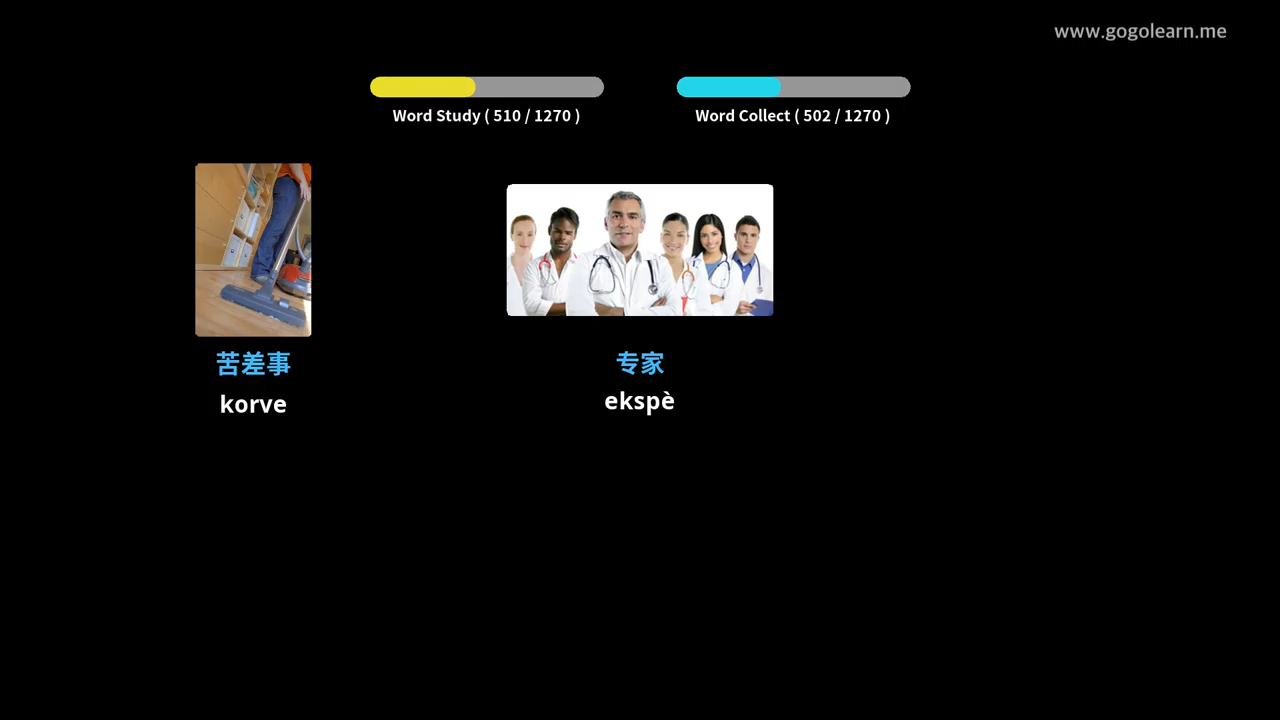 www.gogolearn.me
Word Study ( 510 / 1270 )
Word Collect ( 502 / 1270 )
苦差事
korve
专家
ekspè